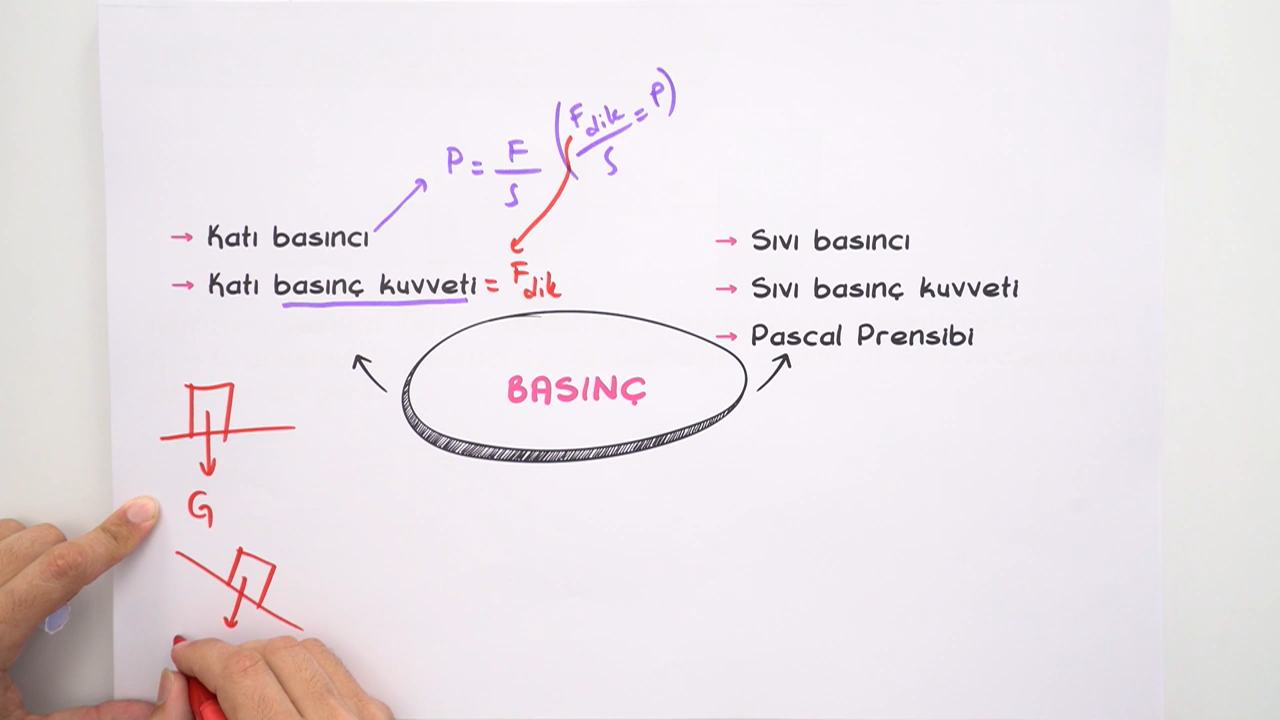 P = F/S (F dik/S = P)
→ Katı basıncı
→ Katı basınç kuvveti = F dik
→ Sıvı basıncı
→ Sıvı basınç kuvveti
→ Pascal Prensibi
BASINÇ
G